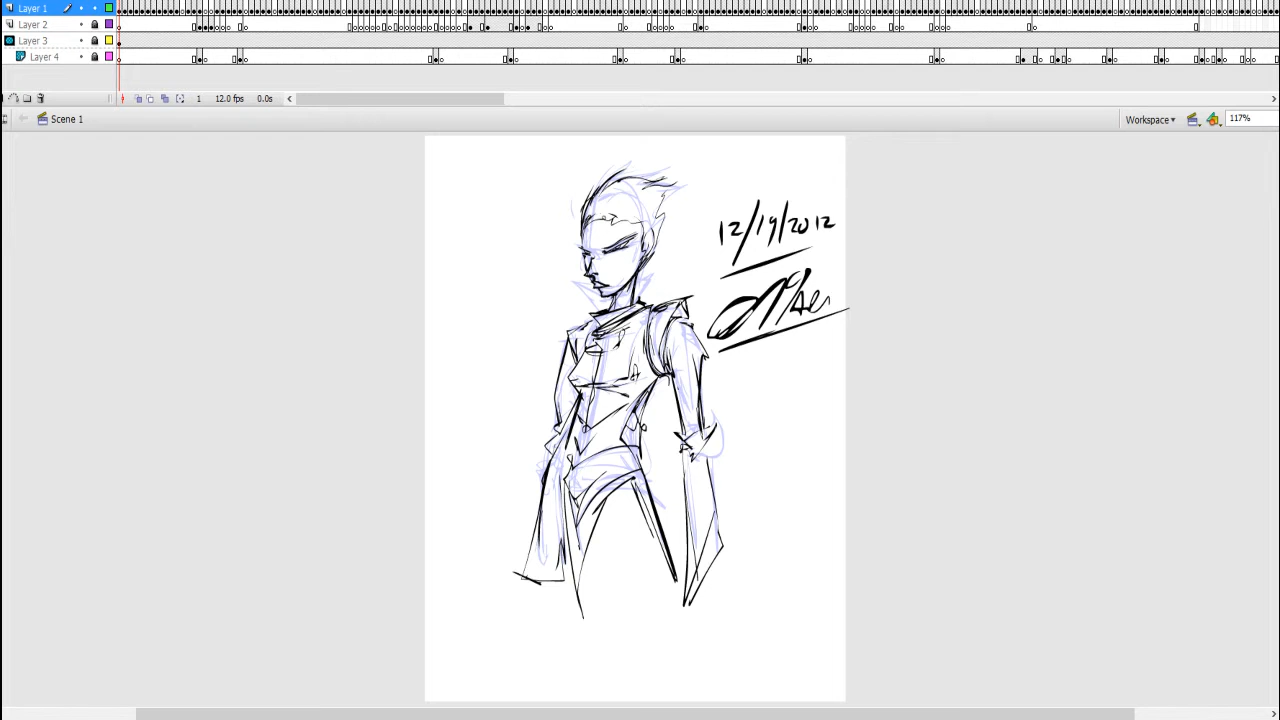 Layer 1
Layer 2
Layer 3
Layer 4
1 12.0 fps 0.0s
Scene 1 Workspace 117%
12/19/2012